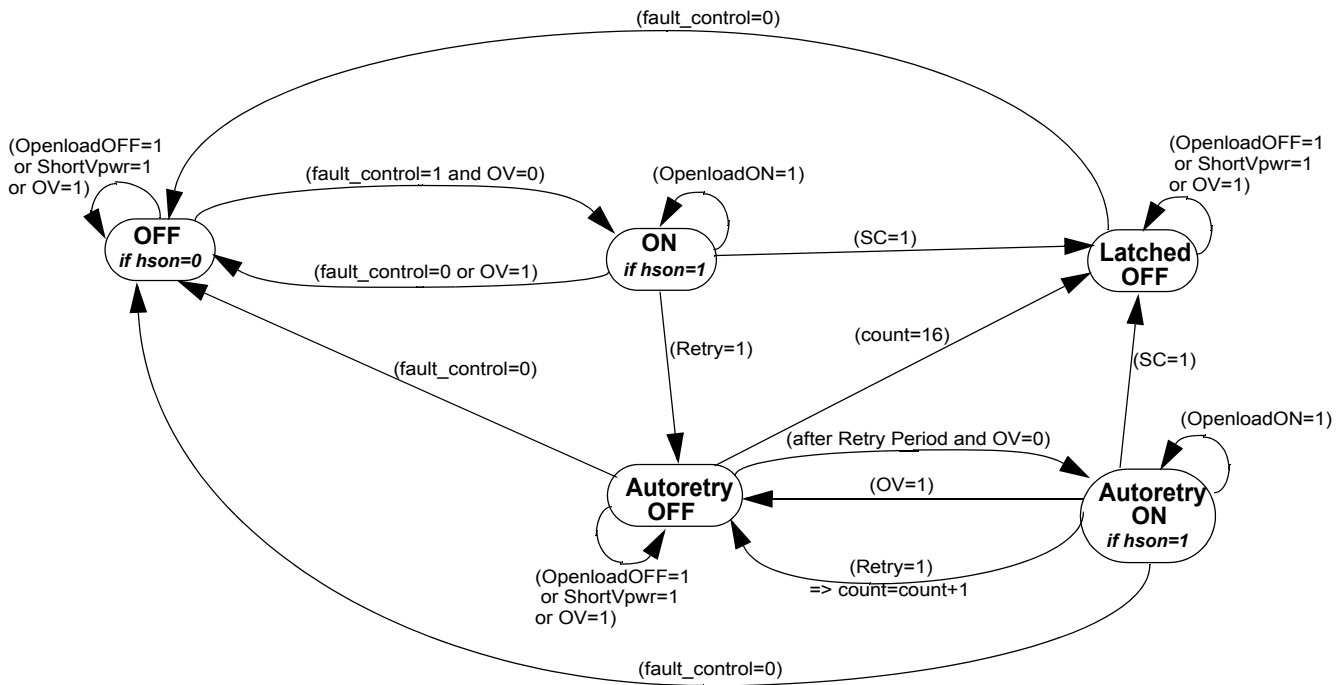 (fault_control=0)
(OpenloadOFF=1
or ShortVpwr=1
or OV=1)
(fault_control=1 and OV=0)
(OpenloadON=1)
(OpenloadOFF=1
or ShortVpwr=1
or OV=1)
OFF
if hson=0
ON
if hson=1
(SC=1)
Latched
OFF
(fault_control=0 or OV=1)
(Retry=1)
(count=16)
(fault_control=0)
(SC=1)
(OpenloadON=1)
(after Retry Period and OV=0)
Autoretry
OFF
(OV=1)
Autoretry
ON
if hson=1
(OpenloadOFF=1
or ShortVpwr=1
or OV=1)
(Retry=1)
=> count=count+1
(fault_control=0)